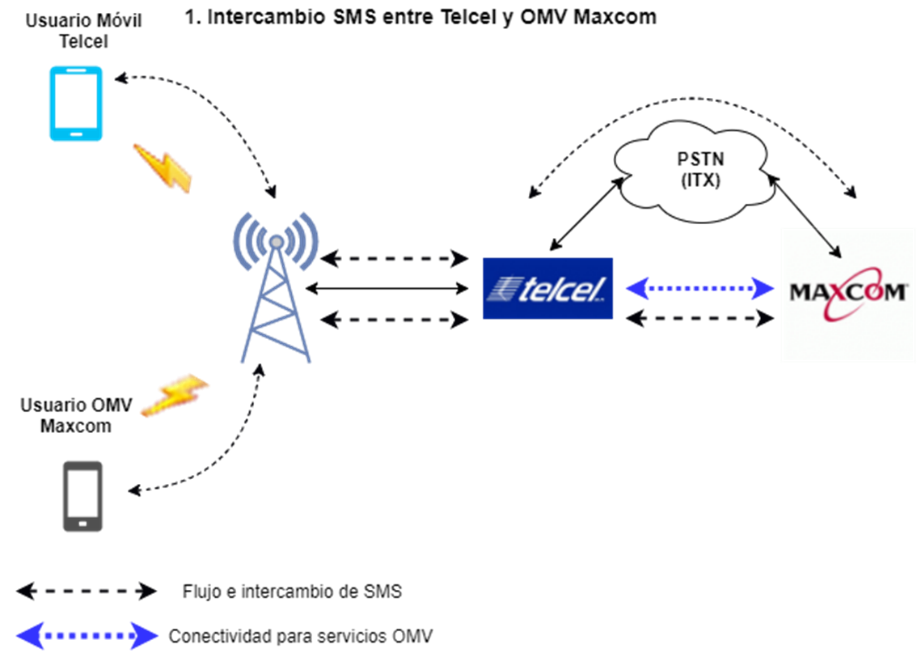 Usuario Móvil
Telcel
1. Intercambio SMS entre Telcel y OMV Maxcom
PSTN
(ITX)
telcel
MAXCOM
Usuario OMV
Maxcom
Flujo e intercambio de SMS
Conectividad para servicios OMV